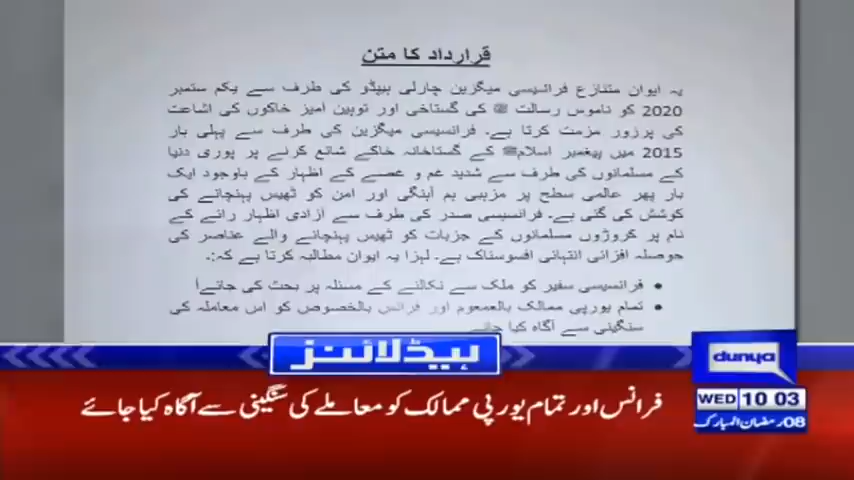 قرارداد کا متن
یہ ایوان متنازع فرانسیسی میگزین چارلی ہیبڈو کی طرف سے یکم ستمبر
2020 کو ناموس رسالت ﷺ کی گستاخی اور توہین آمیز خاکوں کی اشاعت
کی پرزور مزمت کرتا ہے۔ فرانسیسی میگزین کی طرف سے پہلی بار
2015 میں پیغمبر اسلامﷺ کے گستاخانہ خاکے شائع کرنے پر پوری دنیا
کے مسلمانوں کی طرف سے شدید غم و غصے کے اظہار کے باوجود ایک
بار پھر عالمی سطح پر مزہبی ہم آہنگی اور امن کو ٹھیس پہنچانے کی
کوشش کی گئی ہے۔ فرانسیسی صدر کی طرف سے آزادی اظہار رائے کے
نام پر کروڑوں مسلمانوں کے جزبات کو ٹھیس پہنچانے والے عناصر کی
حوصلہ افزائی انتہائی افسوسناک ہے۔ لہزا یہ ایوان مطالبہ کرتا ہے کہ:.
• فرانسیسی سفیر کو ملک سے نکالنے کے مسئلہ پر بحث کی جائے۔
• تمام یورپی ممالک بالعمعوم اور فرانس بالخصوص کو اس معاملہ کی
سنگینی سے آگاہ کیا جائے
ہیڈلائنز
dunya
WED 10 03
08 رمضان المبارک
فرانس اور تمام یورپی ممالک کو معاملے کی سنگینی سے آگاہ کیا جائے